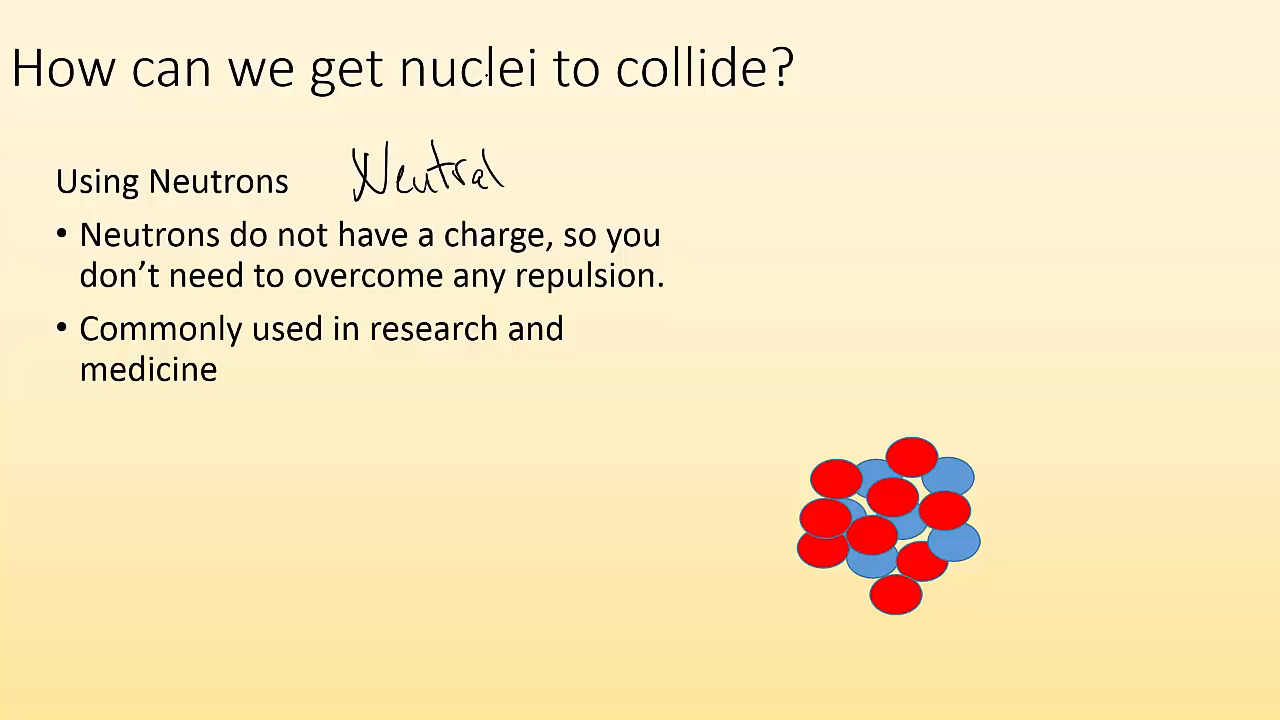 How can we get nuclei to collide?
Using Neutrons Neutral
• Neutrons do not have a charge, so you
don’t need to overcome any repulsion.
• Commonly used in research and
medicine